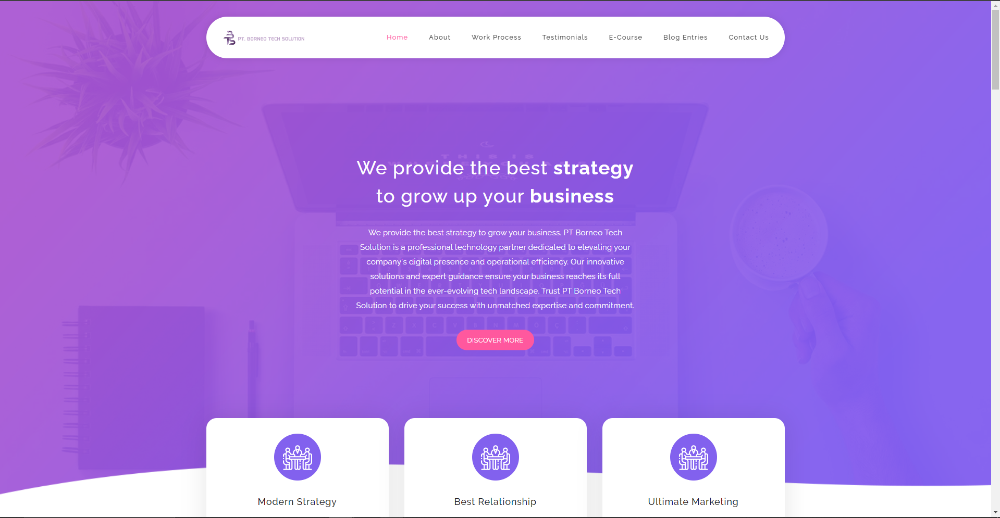 PT. BORNEO TECH SOLUTION
Home
About
Work Process
Testimonials
E-Course
Blog Entries
Contact Us
THIS IS
We provide the best strategy
to grow up your business
We provide the best strategy to grow your business. PT Borneo Tech
Solution is a professional technology partner dedicated to elevating your
company's digital presence and operational efficiency. Our innovative
solutions and expert guidance ensure your business reaches its full
potential in the ever-evolving tech landscape. Trust PT Borneo Tech
Solution to drive your success with unmatched expertise and commitment.
DISCOVER MORE
Modern Strategy
Best Relationship
Ultimate Marketing